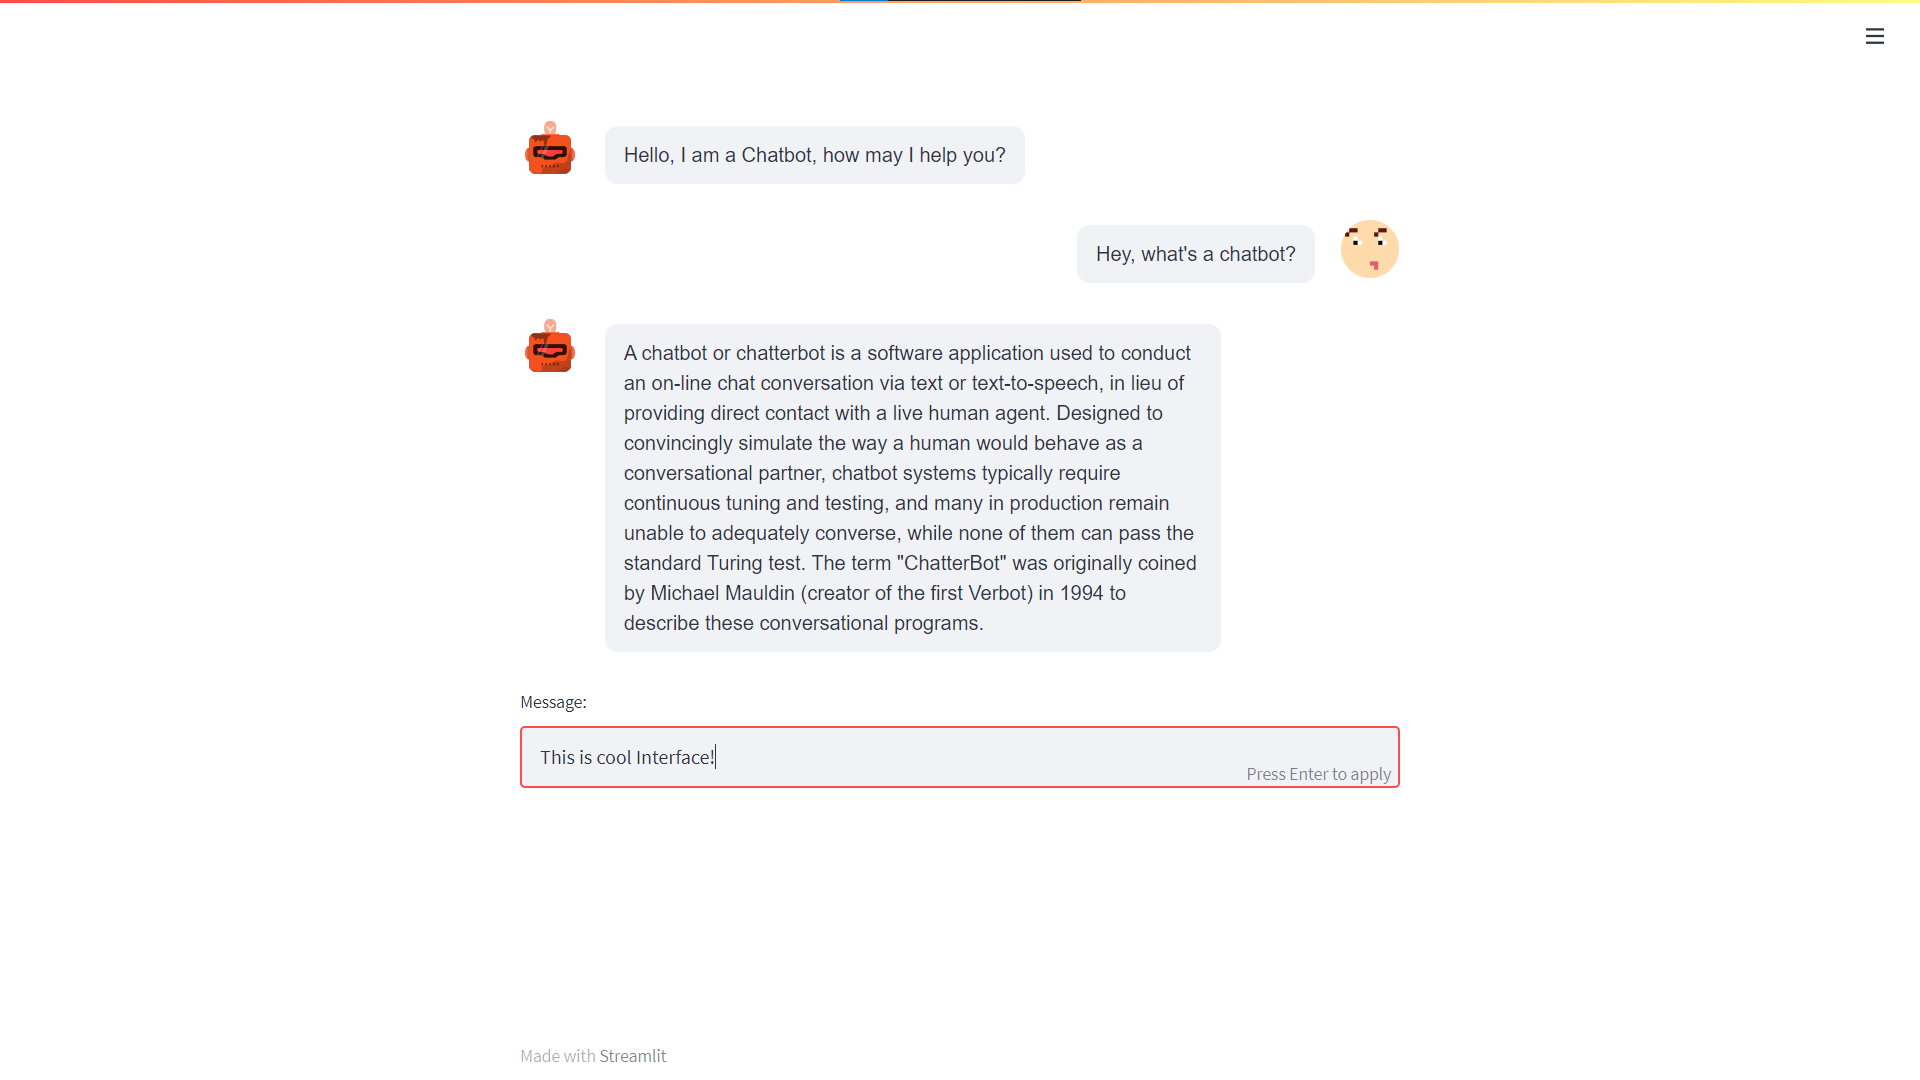 Hello, I am a Chatbot, how may I help you?
Hey, what's a chatbot?
A chatbot or chatterbot is a software application used to conduct
an on-line chat conversation via text or text-to-speech, in lieu of
providing direct contact with a live human agent. Designed to
convincingly simulate the way a human would behave as a
conversational partner, chatbot systems typically require
continuous tuning and testing, and many in production remain
unable to adequately converse, while none of them can pass the
standard Turing test. The term "ChatterBot" was originally coined
by Michael Mauldin (creator of the first Verbot) in 1994 to
describe these conversational programs.
Message:
This is cool Interface!
Press Enter to apply
Made with Streamlit